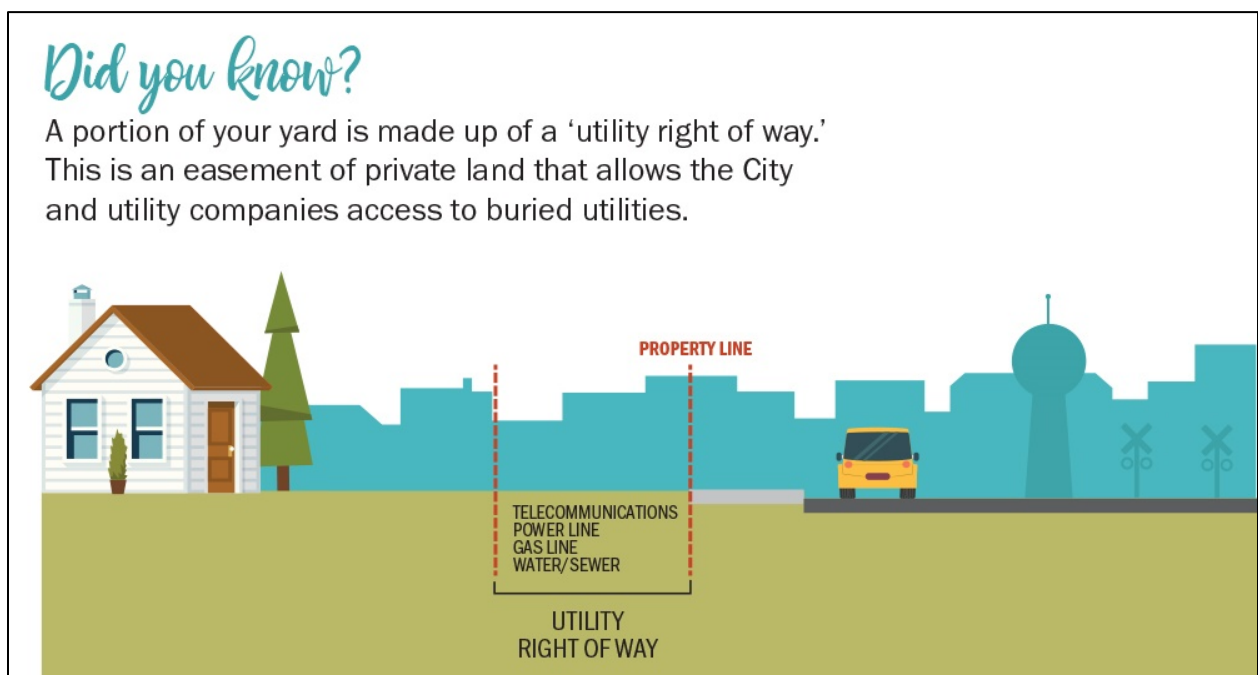 Did you know?
A portion of your yard is made up of a ‘utility right of way.’
This is an easement of private land that allows the City
and utility companies access to buried utilities.
PROPERTY LINE
TELECOMMUNICATIONS
POWER LINE
GAS LINE
WATER/SEWER
UTILITY
RIGHT OF WAY